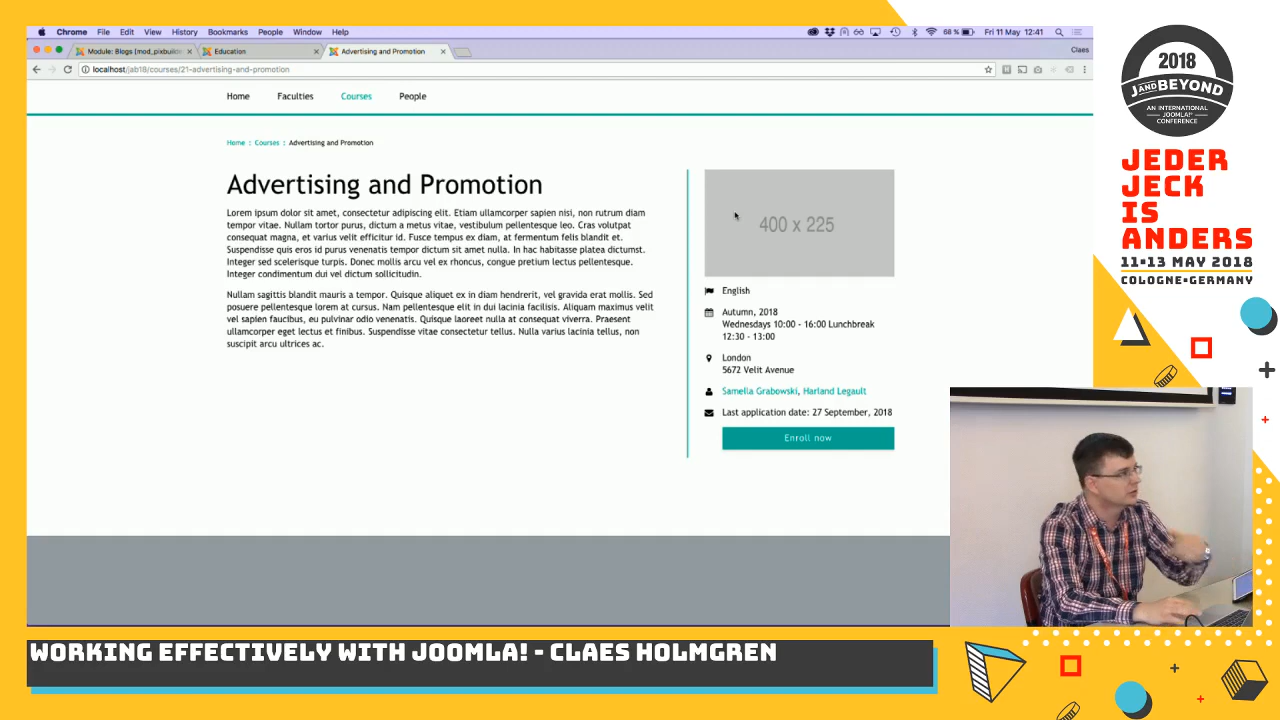 Chrome File Edit View History Bookmarks People Window Help
68 % Fri 11 May 12:41
Module: Blogs (mod_pixbuilde
Education
Advertising and Promotion
Claes
localhost/jab18/courses/21-advertising-and-promotion
Home Faculties Courses People
Home : Courses : Advertising and Promotion
Advertising and Promotion
Lorem ipsum dolor sit amet, consectetur adipiscing elit. Etiam ullamcorper sapien nisi, non rutrum diam
tempor vitae. Nullam tortor purus, dictum a metus vitae, vestibulum pellentesque leo. Cras volutpat
consequat magna, et varius velit efficitur id. Fusce tempus ex diam, at fermentum felis blandit et.
Suspendisse quis eros id purus venenatis tempor dictum sit amet nulla. In hac habitasse platea dictumst.
Integer sed scelerisque turpis. Donec mollis arcu vel ex rhoncus, congue pretium lectus pellentesque.
Integer condimentum dui vel dictum sollicitudin.
Nullam sagittis blandit mauris a tempor. Quisque aliquet ex in diam hendrerit, vel gravida erat mollis. Sed
posuere pellentesque lorem at cursus. Nam pellentesque elit in dui lacinia facilisis. Aliquam maximus velit
vel sapien faucibus, eu pulvinar odio venenatis. Quisque laoreet nulla at consequat viverra. Praesent
ullamcorper eget lectus et finibus. Suspendisse vitae consectetur tellus. Nulla varius lacinia tellus, non
suscipit arcu ultrices ac.
400 x 225
English
Autumn, 2018
Wednesdays 10:00 - 16:00 Lunchbreak
12:30 - 13:00
London
5672 Velit Avenue
Samella Grabowski, Harland Legault
Last application date: 27 September, 2018
Enroll now
2018
J AND BEYOND
AN INTERNATIONAL
JOOMLA!
CONFERENCE
JEDER
JECK
IS
ANDERS
11-13 MAY 2018
COLOGNE-GERMANY
WORKING EFFECTIVELY WITH JOOMLA! - CLAES HOLMGREN